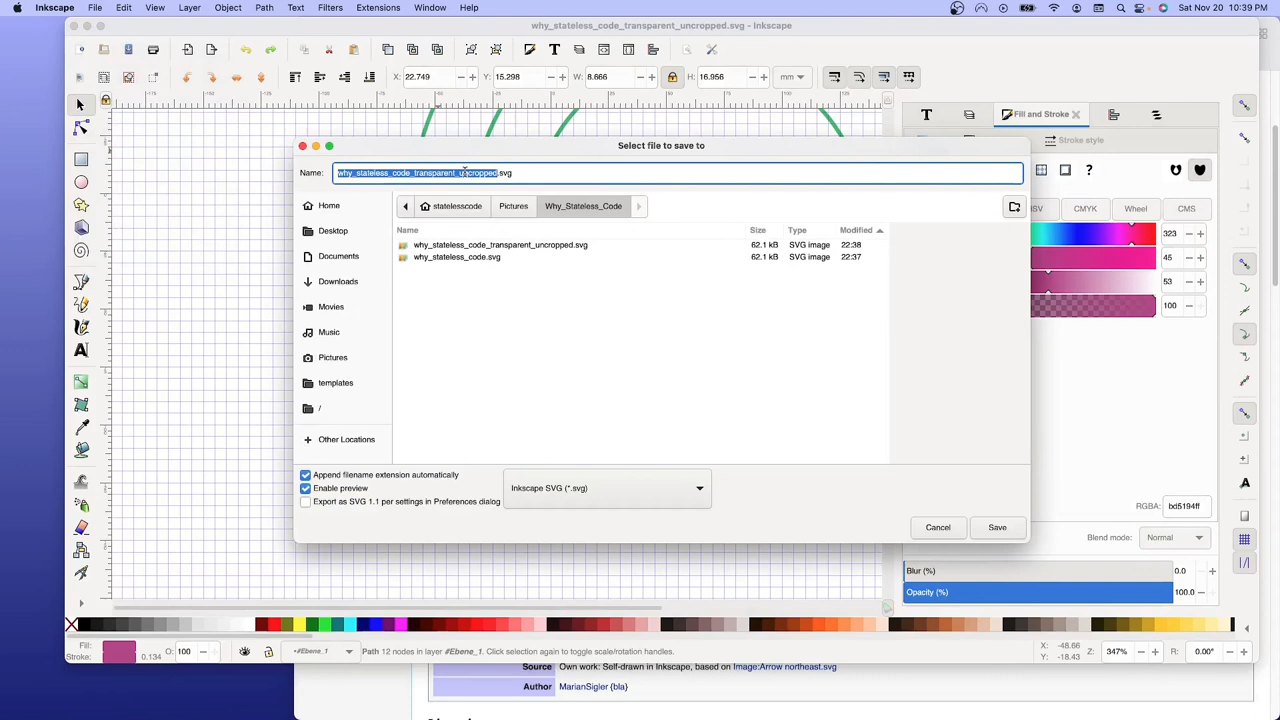 Inkscape File Edit View Layer Object Path Text Filters Extensions Window Help Sat Nov 20 10:39 PM
why_stateless_code_transparent_uncropped.svg - Inkscape
X: 22.749 Y: 15.298 W: 8.666 H: 16.956 mm
Fill and Stroke
Select file to save to
Stroke style
Name: why_stateless_code_transparent_uncropped.svg
statelesscode Pictures Why_Stateless_Code
HSV CMYK Wheel CMS
Name Size Type Modified
Home
Desktop
Documents
Downloads
Movies
Music
Pictures
templates
/
Other Locations
why_stateless_code_transparent_uncropped.svg 62.1 kB SVG image 22:38
why_stateless_code.svg 62.1 kB SVG image 22:37
323
45
53
100
Append filename extension automatically
Enable preview
Export as SVG 1.1 per settings in Preferences dialog
Inkscape SVG (*.svg)
Cancel Save
RGBA: bd5194ff
Blend mode: Normal
Blur (%) 0.0
Opacity (%) 100.0
Fill:
Stroke: 0.134
O: 100
•#Ebene_1
Path 12 nodes in layer #Ebene_1. Click selection again to toggle scale/rotation handles.
X: -48.66
Y: -18.43
Z: 347%
R: 0.00°
Source Own work: Self-drawn in Inkscape, based on Image:Arrow northeast.svg
Author MarianSigler {bla}